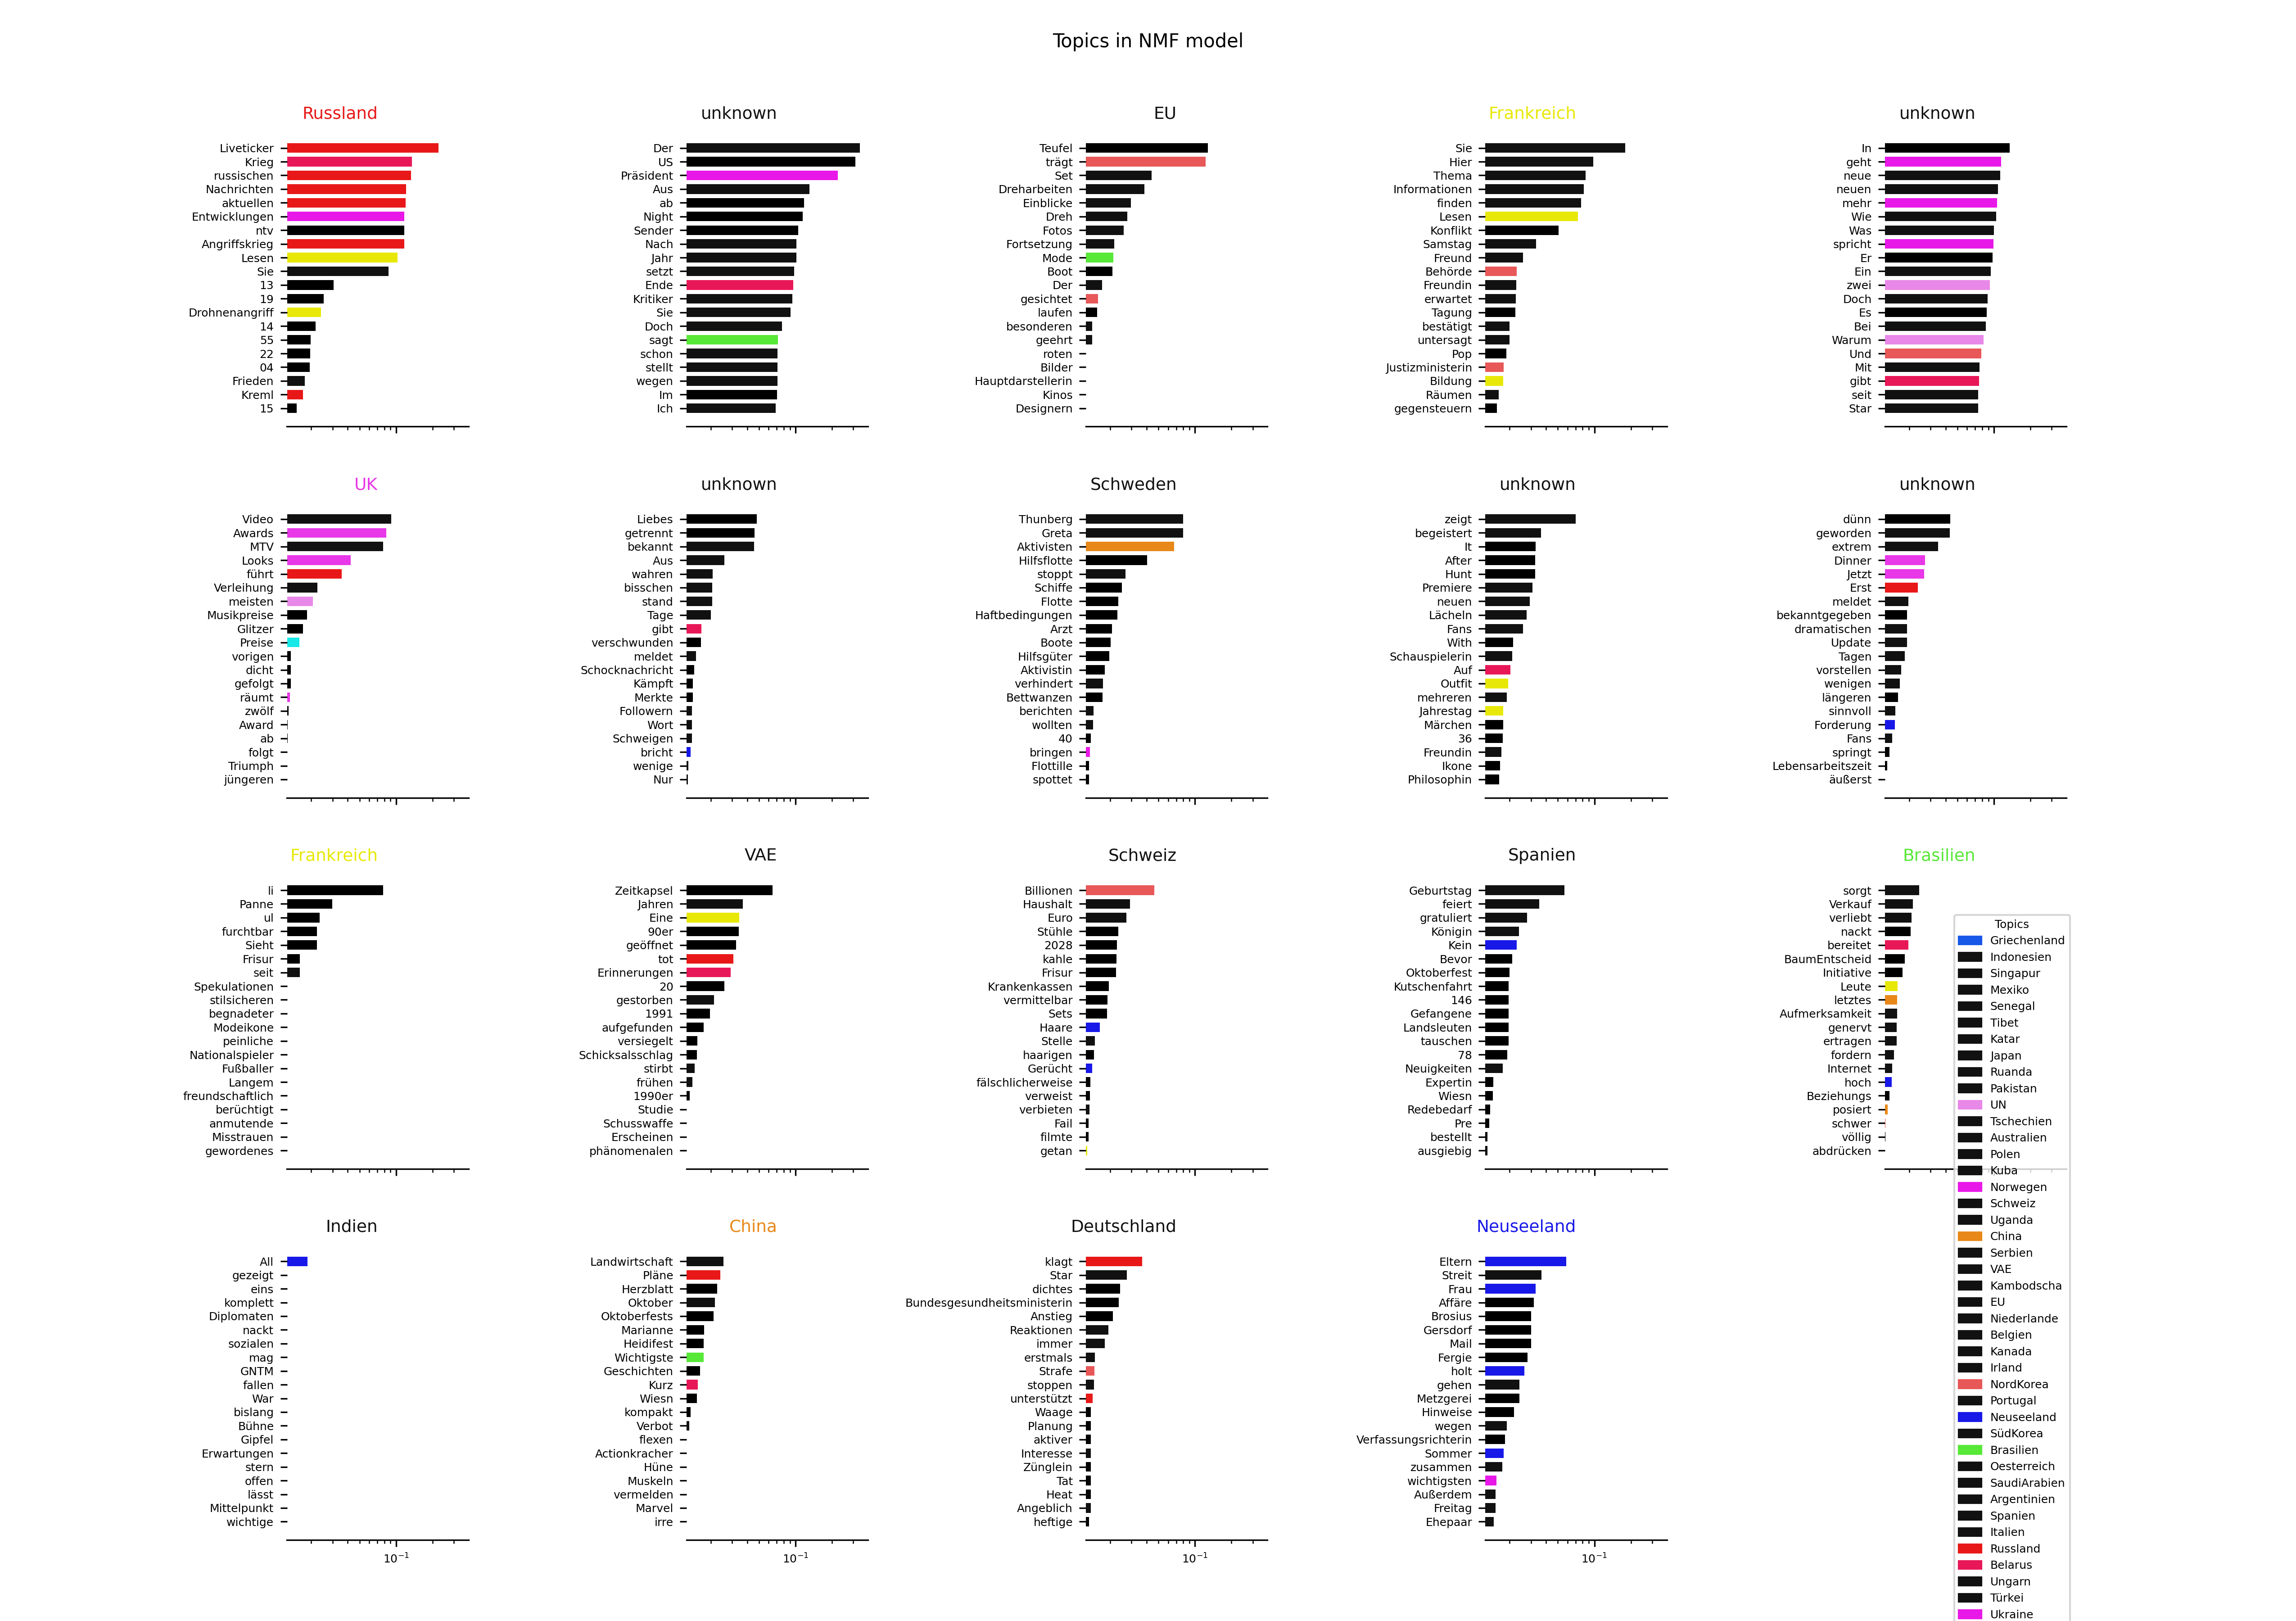 Topics in NMF model
Russland
Liveticker
Krieg
russischen
Nachrichten
aktuellen
Entwicklungen
ntv
Angriffskrieg
Lesen
Sie
13
19
Drohnenangriff
14
55
22
04
Frieden
Kreml
15
unknown
Der
US
Präsident
Aus
ab
Night
Sender
Nach
Jahr
setzt
Ende
Kritiker
Sie
Doch
sagt
schon
stellt
wegen
Im
Ich
EU
Teufel
trägt
Set
Dreharbeiten
Einblicke
Dreh
Fotos
Fortsetzung
Mode
Boot
Der
gesichtet
laufen
besonderen
geehrt
roten
Bilder
Hauptdarstellerin
Kinos
Designern
Frankreich
Sie
Hier
Thema
Informationen
finden
Lesen
Konflikt
Samstag
Freund
Behörde
Freundin
erwartet
Tagung
bestätigt
untersagt
Pop
Justizministerin
Bildung
Räumen
gegensteuern
unknown
In
geht
neue
neuen
mehr
Wie
Was
spricht
Er
Ein
zwei
Doch
Es
Bei
Warum
Und
Mit
gibt
seit
Star
UK
Video
Awards
MTV
Looks
führt
Verleihung
meisten
Musikpreise
Glitzer
Preise
vorigen
dicht
gefolgt
räumt
zwölf
Award
ab
folgt
Triumph
jüngeren
unknown
Liebes
getrennt
bekannt
Aus
wahren
bisschen
stand
Tage
gibt
verschwunden
meldet
Schocknachricht
Kämpft
Merkte
Followern
Wort
Schweigen
bricht
wenige
Nur
Schweden
Thunberg
Greta
Aktivisten
Hilfsflotte
stoppt
Schiffe
Flotte
Haftbedingungen
Arzt
Boote
Hilfsgüter
Aktivistin
verhindert
Bettwanzen
berichten
wollten
40
bringen
Flottille
spottet
unknown
zeigt
begeistert
It
After
Hunt
Premiere
neuen
Lächeln
Fans
With
Schauspielerin
Auf
Outfit
mehreren
Jahrestag
Märchen
36
Freundin
Ikone
Philosophin
unknown
dünn
geworden
extrem
Dinner
Jetzt
Erst
meldet
bekanntgegeben
dramatischen
Update
Tagen
vorstellen
wenigen
längeren
sinnvoll
Forderung
Fans
springt
Lebensarbeitszeit
äußerst
Frankreich
li
Panne
ul
furchtbar
Sieht
Frisur
seit
Spekulationen
stilsicheren
begnadeter
Modeikone
peinliche
Nationalspieler
Fußballer
Langem
freundschaftlich
berüchtigt
anmutende
Misstrauen
gewordenes
VAE
Zeitkapsel
Jahren
Eine
90er
geöffnet
tot
Erinnerungen
20
gestorben
1991
aufgefunden
versiegelt
Schicksalsschlag
stirbt
frühen
1990er
Studie
Schusswaffe
Erscheinen
phänomenalen
Schweiz
Billionen
Haushalt
Euro
Stühle
2028
kahle
Frisur
Krankenkassen
vermittelbar
Sets
Haare
Stelle
haarigen
Gerücht
fälschlicherweise
verweist
verbieten
Fail
filmte
getan
Spanien
Geburtstag
feiert
gratuliert
Königin
Kein
Bevor
Oktoberfest
Kutschenfahrt
146
Gefangene
Landsleuten
tauschen
78
Neuigkeiten
Expertin
Wiesn
Redebedarf
Pre
bestellt
ausgiebig
Brasilien
sorgt
Verkauf
verliebt
nackt
bereitet
BaumEntscheid
Initiative
Leute
letztes
Aufmerksamkeit
genervt
ertragen
fordern
Internet
hoch
Beziehungs
posiert
schwer
völlig
abdrücken
Indien
All
gezeigt
eins
komplett
Diplomaten
nackt
sozialen
mag
GNTM
fallen
War
bislang
Bühne
Gipfel
Erwartungen
stern
offen
lässt
Mittelpunkt
wichtige
10⁻¹
China
Landwirtschaft
Pläne
Herzblatt
Oktober
Oktoberfests
Marianne
Heidifest
Wichtigste
Geschichten
Kurz
Wiesn
kompakt
Verbot
flexen
Actionkracher
Hüne
Muskeln
vermelden
Marvel
irre
10⁻¹
Deutschland
klagt
Star
dichtes
Bundesgesundheitsministerin
Anstieg
Reaktionen
immer
erstmals
Strafe
stoppen
unterstützt
Waage
Planung
aktiver
Interesse
Zünglein
Tat
Heat
Angeblich
heftige
10⁻¹
Neuseeland
Eltern
Streit
Frau
Affäre
Brosius
Gersdorf
Mail
Fergie
holt
gehen
Metzgerei
Hinweise
wegen
Verfassungsrichterin
Sommer
zusammen
wichtigsten
Außerdem
Freitag
Ehepaar
10⁻¹
Topics
Griechenland
Indonesien
Singapur
Mexiko
Senegal
Tibet
Katar
Japan
Ruanda
Pakistan
UN
Tschechien
Australien
Polen
Kuba
Norwegen
Schweiz
Uganda
China
Serbien
VAE
Kambodscha
EU
Niederlande
Belgien
Kanada
Irland
NordKorea
Portugal
Neuseeland
SüdKorea
Brasilien
Oesterreich
SaudiArabien
Argentinien
Spanien
Italien
Russland
Belarus
Ungarn
Türkei
Ukraine